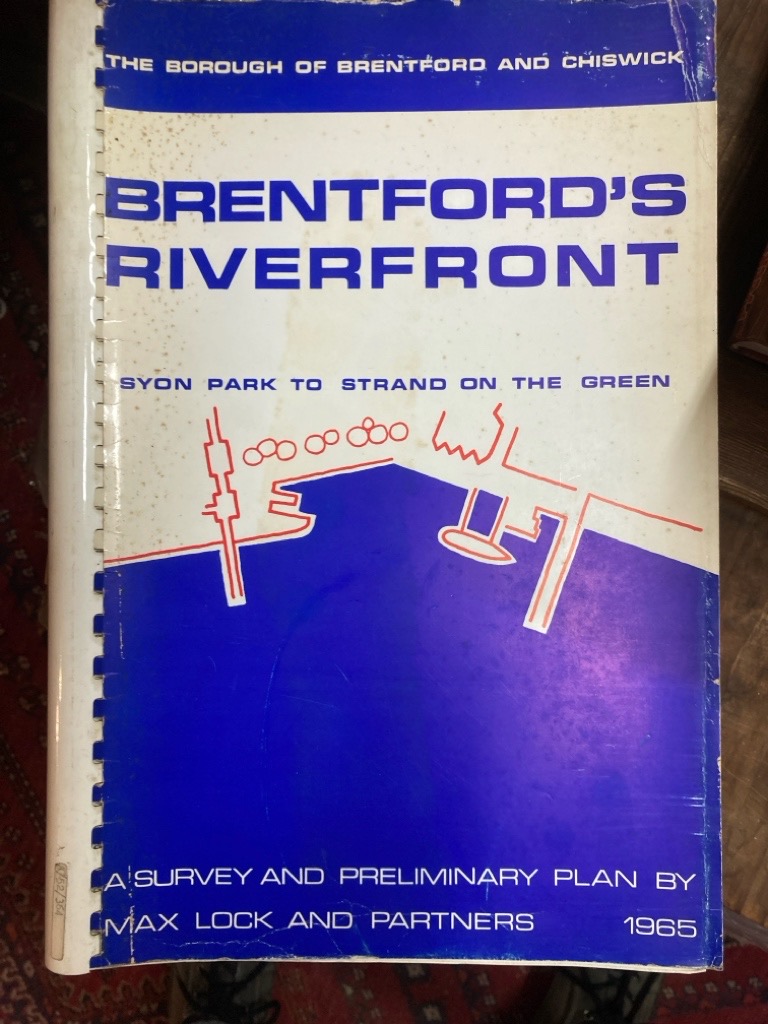 THE BOROUGH OF BRENTFORD AND CHISWICK
BRENTFORD'S
RIVERFRONT
SYON PARK TO STRAND ON THE GREEN
A SURVEY AND PRELIMINARY PLAN BY
MAX LOCK AND PARTNERS 1965